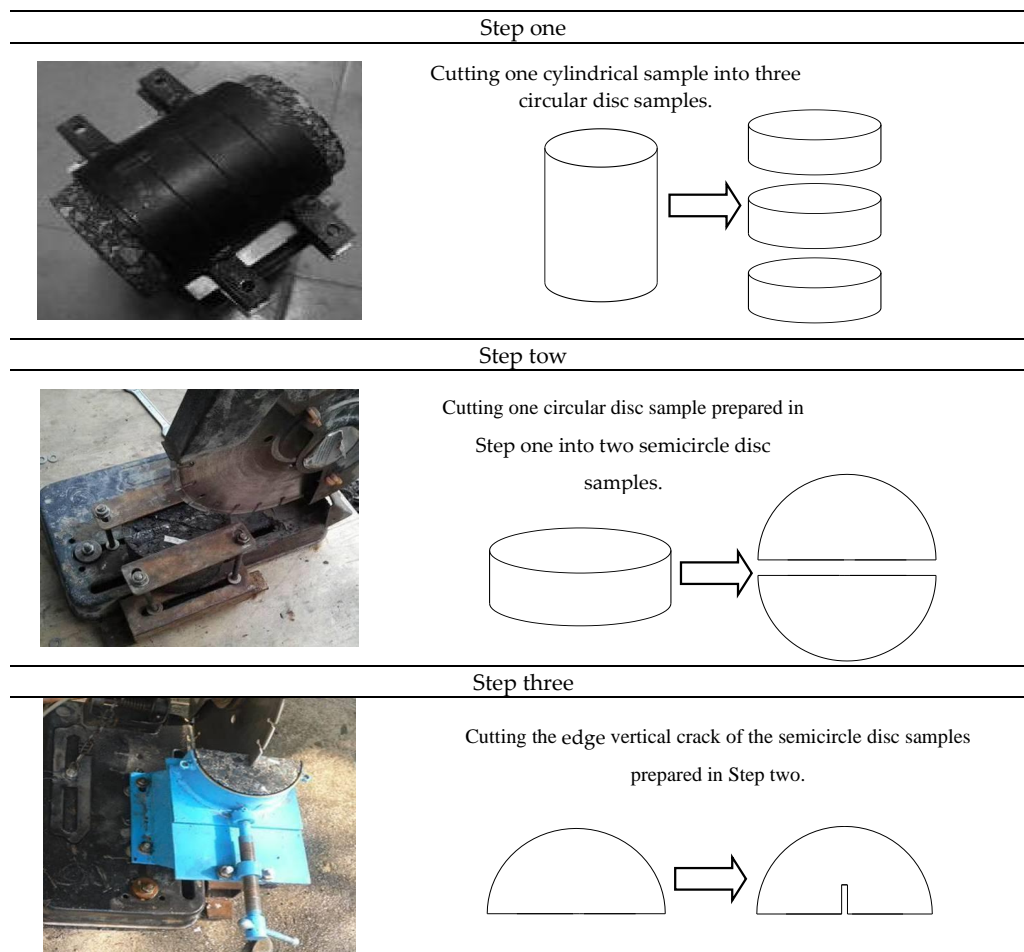 Step one
Cutting one cylindrical sample into three
circular disc samples.
Step tow
Cutting one circular disc sample prepared in
Step one into two semicircle disc
samples.
Step three
Cutting the edge vertical crack of the semicircle disc samples
prepared in Step two.